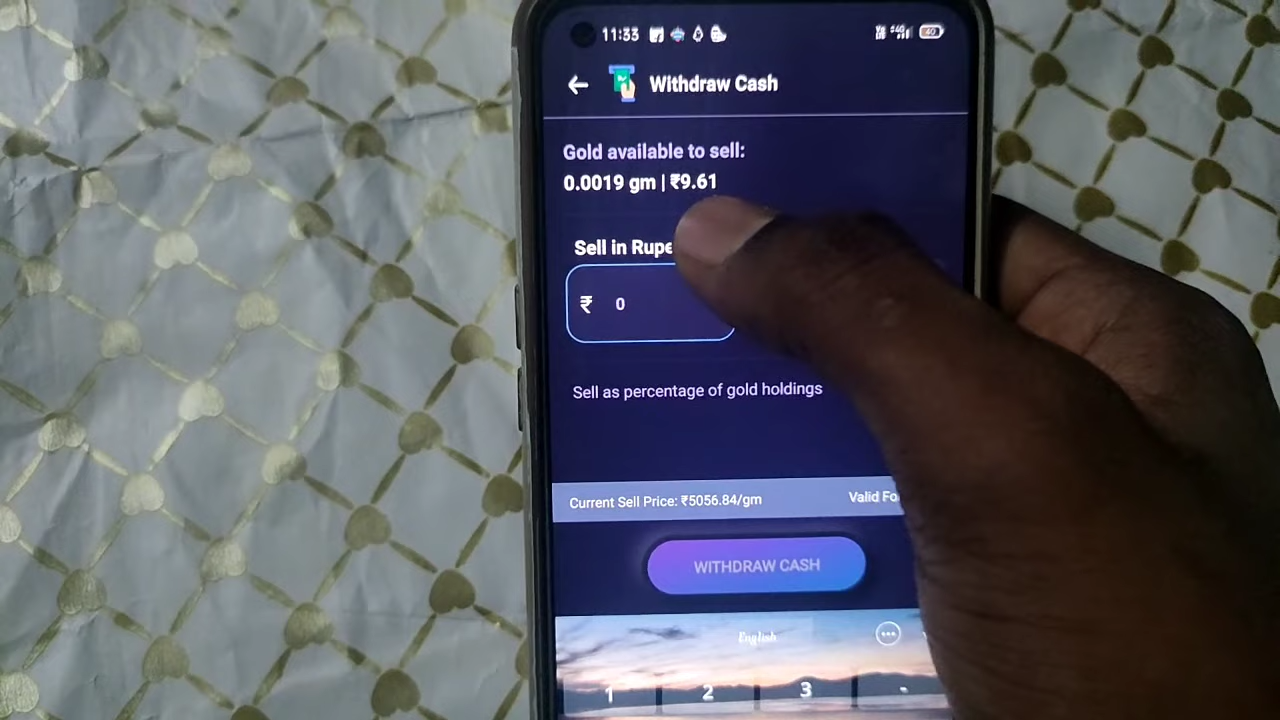 11:33
40
Withdraw Cash
Gold available to sell:
0.0019 gm | ₹9.61
Sell in Rupe
₹ 0
Sell as percentage of gold holdings
Current Sell Price: ₹5056.84/gm
Valid Fo
WITHDRAW CASH
English
1 2 3 -